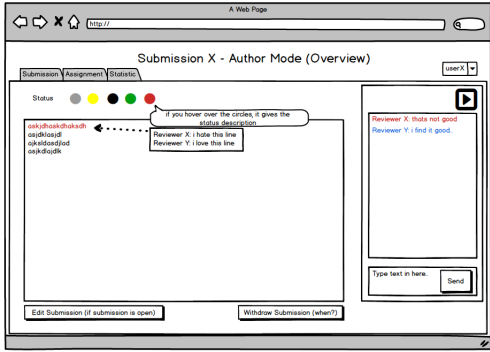 A Web Page
http://
Submission X - Author Mode (Overview)
userX
Submission Assignment Statistic
Status
if you hover over the circles, it gives the
status description
askjdhaskdhaksdh
asjdklasjdl
ajksldasdjlad
asjkdlajdlk
Reviewer X: i hate this line
Reviewer Y: i love this line
Reviewer X: thats not good.
Reviewer Y: i find it good.
Type text in here..
Send
Edit Submission (if submission is open)
Withdraw Submission (when?)